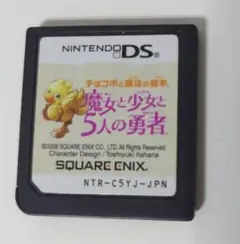 NINTENDO DS™
チョコボと魔法の絵本
魔女と少女と
5人の勇者
©2008 SQUARE ENIX CO., LTD. All Rights Reserved.
Character Design / Toshiyuki Itahana
SQUARE ENIX.
NTR-C5YJ-JPN